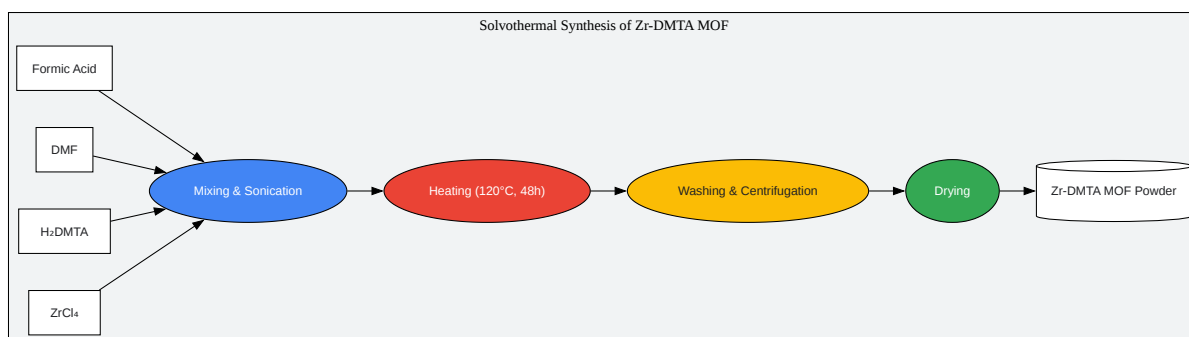 Solvothermal Synthesis of Zr-DMTA MOF
Formic Acid
DMF
H₂DMTA
ZrCl₄
Mixing & Sonication
Heating (120°C, 48h)
Washing & Centrifugation
Drying
Zr-DMTA MOF Powder